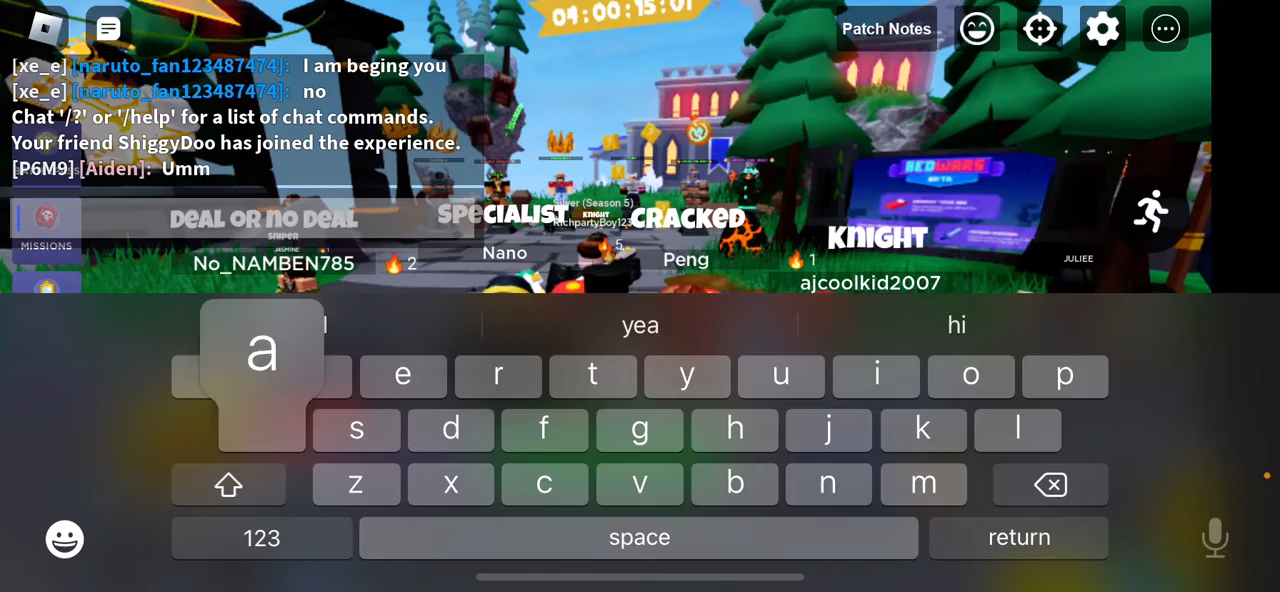 04:00:15:01
Patch Notes
[xe_e] [naruto_fan123487474]: I am beging you
[xe_e] [naruto_fan123487474]: no
Chat '/?' or '/help' for a list of chat commands.
Your friend ShiggyDoo has joined the experience.
[P6M9] [Aiden]: Umm
BEDWARS
BETA
MISSIONS
DEAL OR NO DEAL
SNIPER
JASMINE
No_NAMBEN785
2
SPECIALIST
Nano
Silver (Season 5)
KNIGHT
RichpartyBoy123
5
CRACKED
Peng
1
KNIGHT
ajcoolkid2007
JULIEE
I
yea
hi
a
e r t y u i o p
s d f g h j k l
z x c v b n m
123
space
return